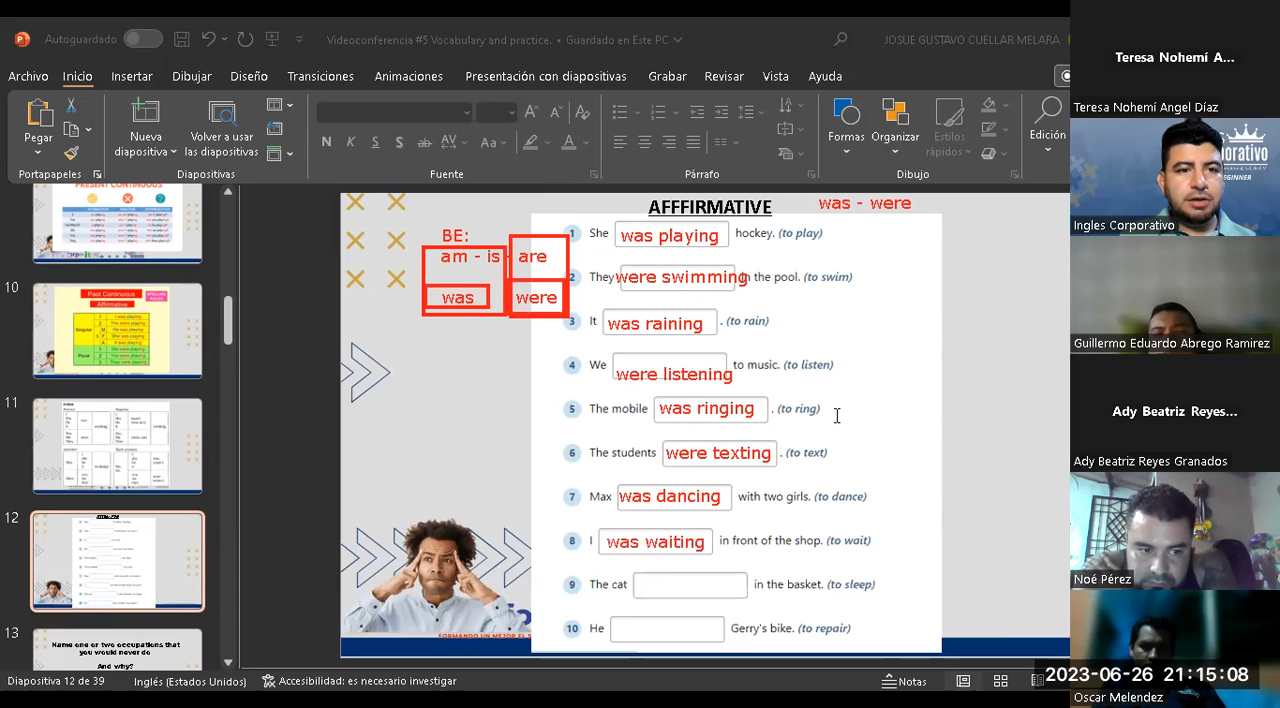 Autoguardado
Videoconferencia #5 Vocabulary and practice. • Guardado en Este PC
JOSUE GUSTAVO CUELLAR MELARA
Archivo Inicio Insertar Dibujar Diseño Transiciones Animaciones Presentación con diapositivas Grabar Revisar Vista Ayuda
Pegar
Nueva diapositiva
Volver a usar las diapositivas
Formas
Organizar
Estilos rápidos
Edición
Portapapeles
Diapositivas
Fuente
Párrafo
Dibujo
PRESENT CONTINUOUS
10
Past Continuous
Affirmative
11
12
13
Name one or two occupations that
you would never do
And why?
AFFFIRMATIVE
was - were
BE:
am - is - are
was were
She was playing hockey. (to play)
2 They were swimming in the pool. (to swim)
3 It was raining . (to rain)
4 We were listening to music. (to listen)
5 The mobile was ringing . (to ring)
6 The students were texting . (to text)
7 Max was dancing with two girls. (to dance)
8 I was waiting in front of the shop. (to wait)
9 The cat in the basket. (to sleep)
10 He Gerry's bike. (to repair)
FORMANDO UN MEJOR EL S
Diapositiva 12 de 39
Inglés (Estados Unidos)
Accesibilidad: es necesario investigar
Notas
Teresa Nohemí A...
Teresa Nohemí Angel Díaz
orativo
Ingles Corporativo
Guillermo Eduardo Abrego Ramirez
Ady Beatriz Reyes...
Ady Beatriz Reyes Granados
Noé Pérez
2023-06-26 21:15:08
Oscar Melendez